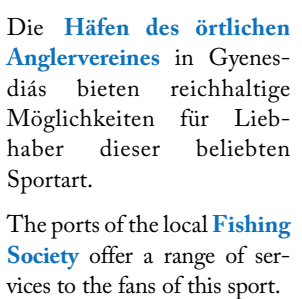 Die Häfen des örtlichen
Anglervereines in Gyenes-
diás bieten reichhaltige
Möglichkeiten für Lieb-
haber dieser beliebten
Sportart.
The ports of the local Fishing
Society offer a range of ser-
vices to the fans of this sport.